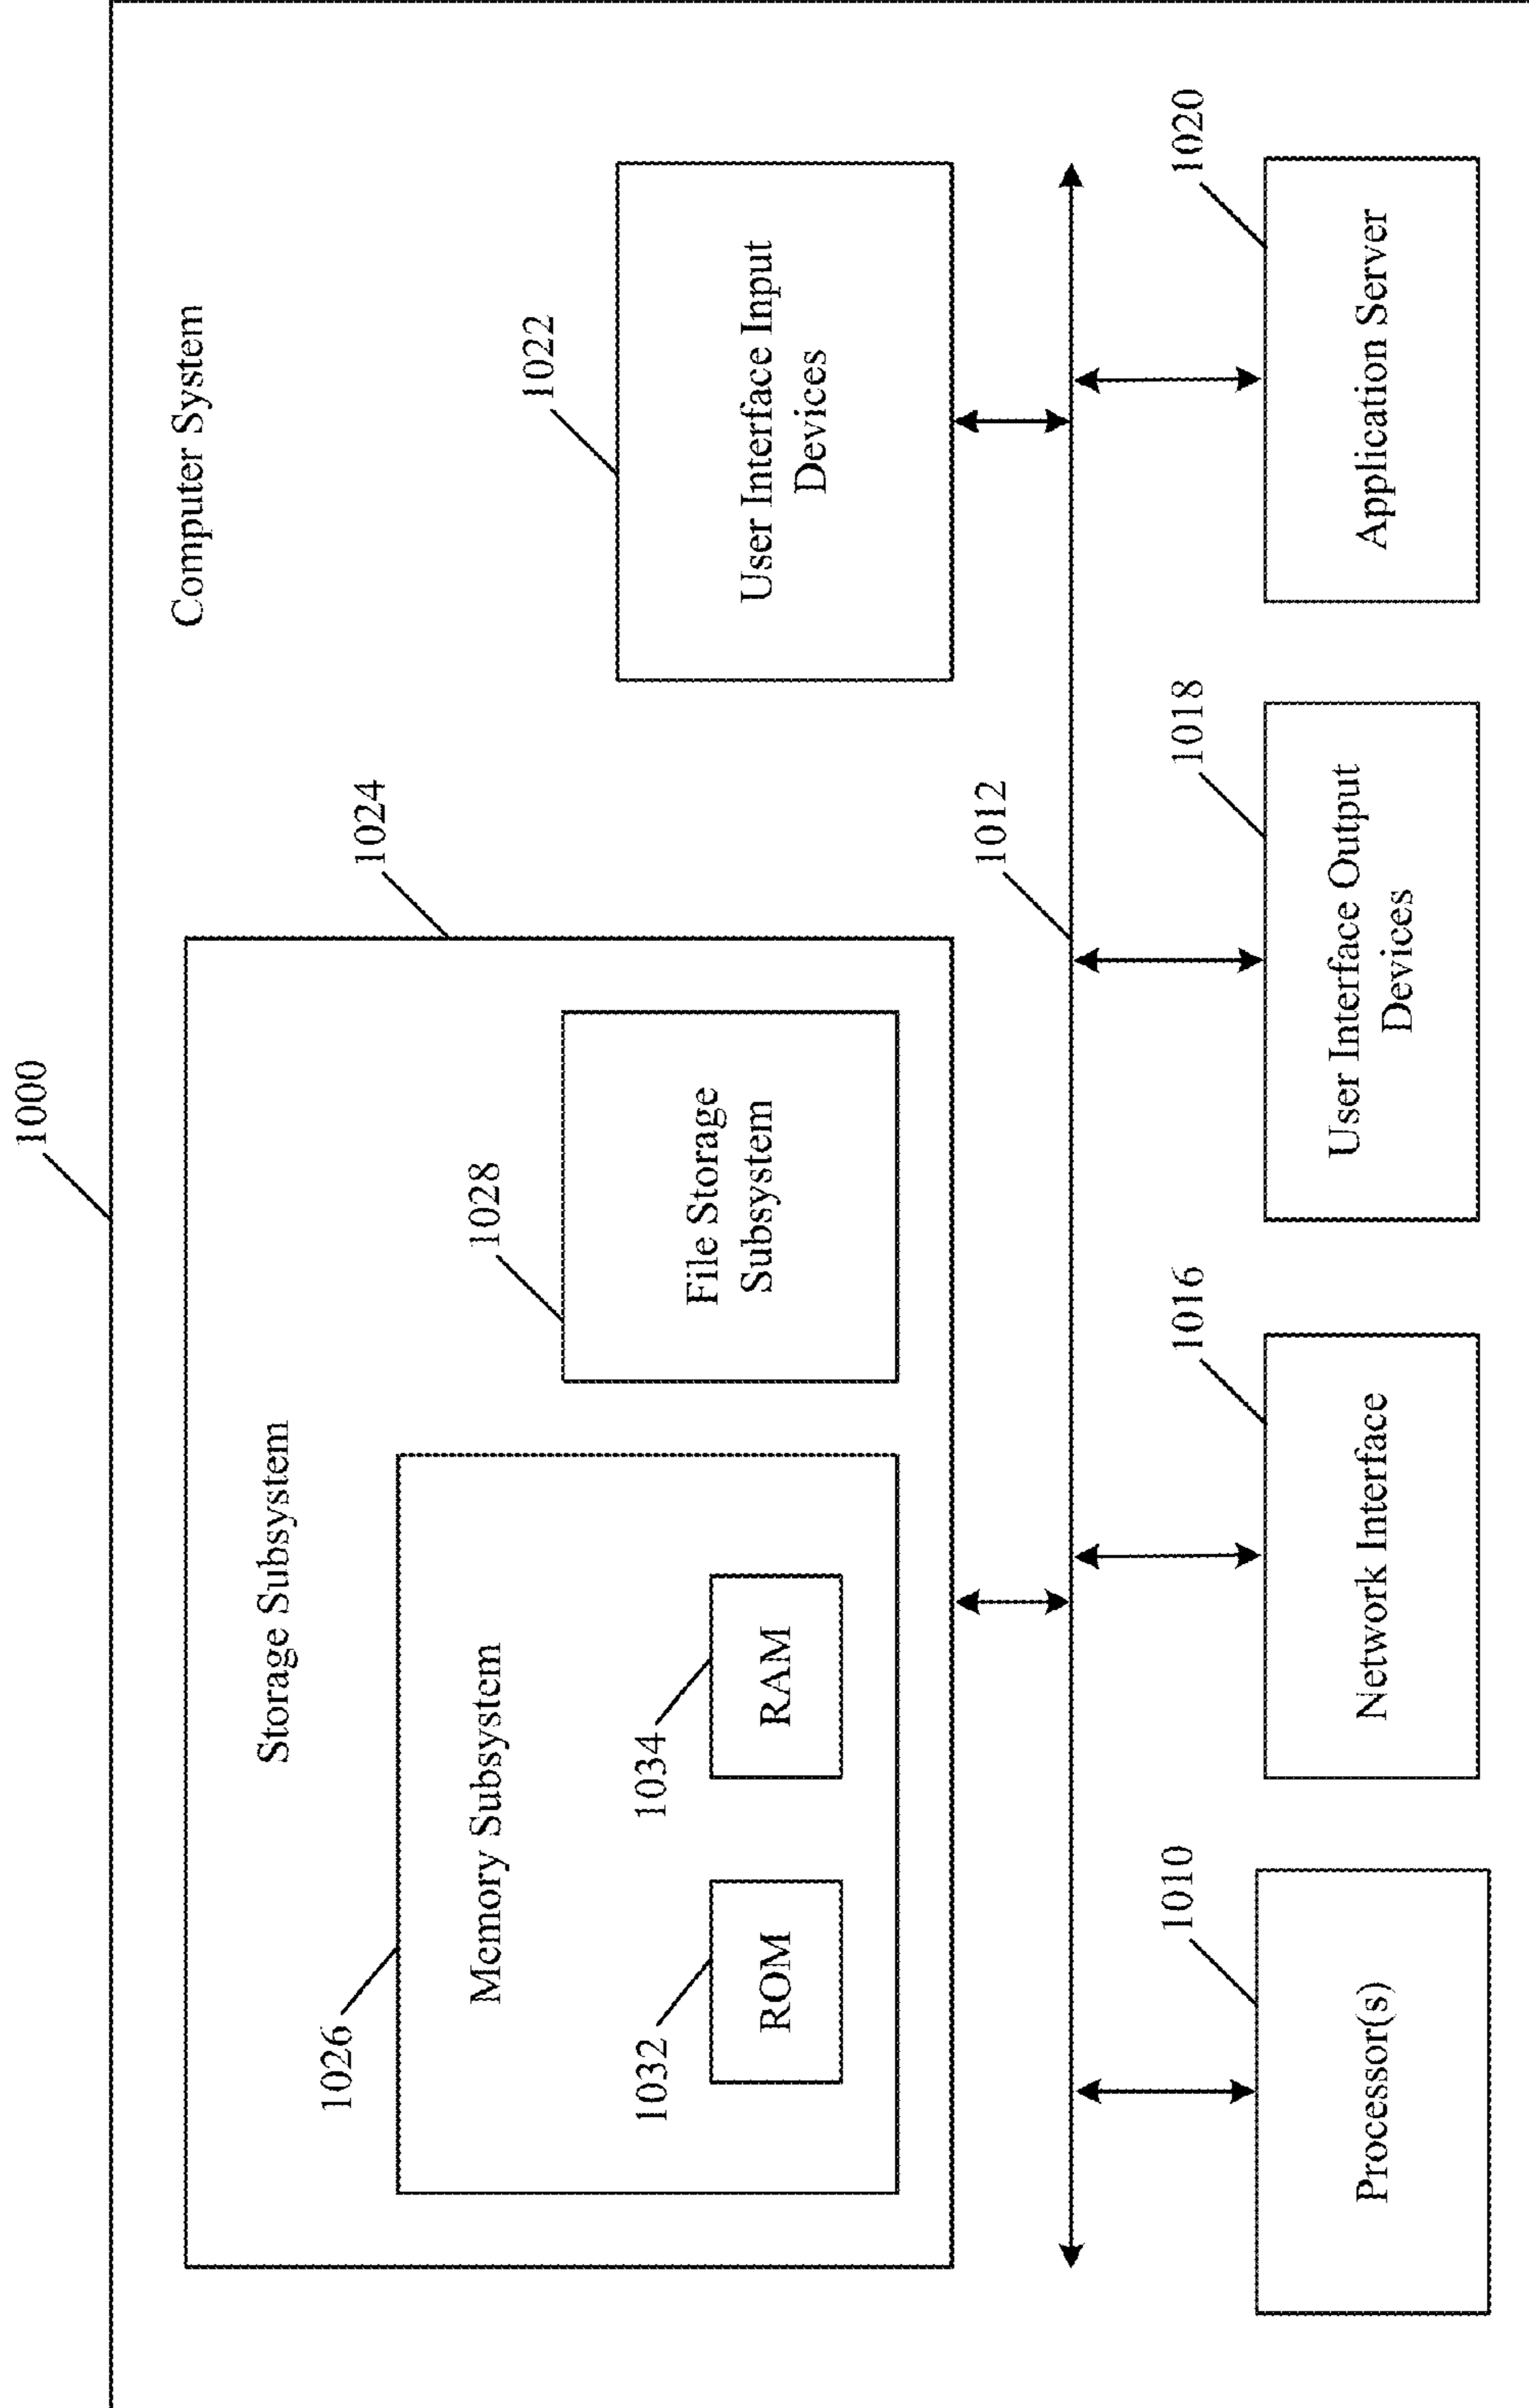 1000
Computer System
Storage Subsystem
1024
1026
Memory Subsystem
1028
1022
1032
ROM
1034
RAM
File Storage
Subsystem
User Interface Input
Devices
1012
1010
Processor(s)
1016
Network Interface
1018
User Interface Output
Devices
1020
Application Server